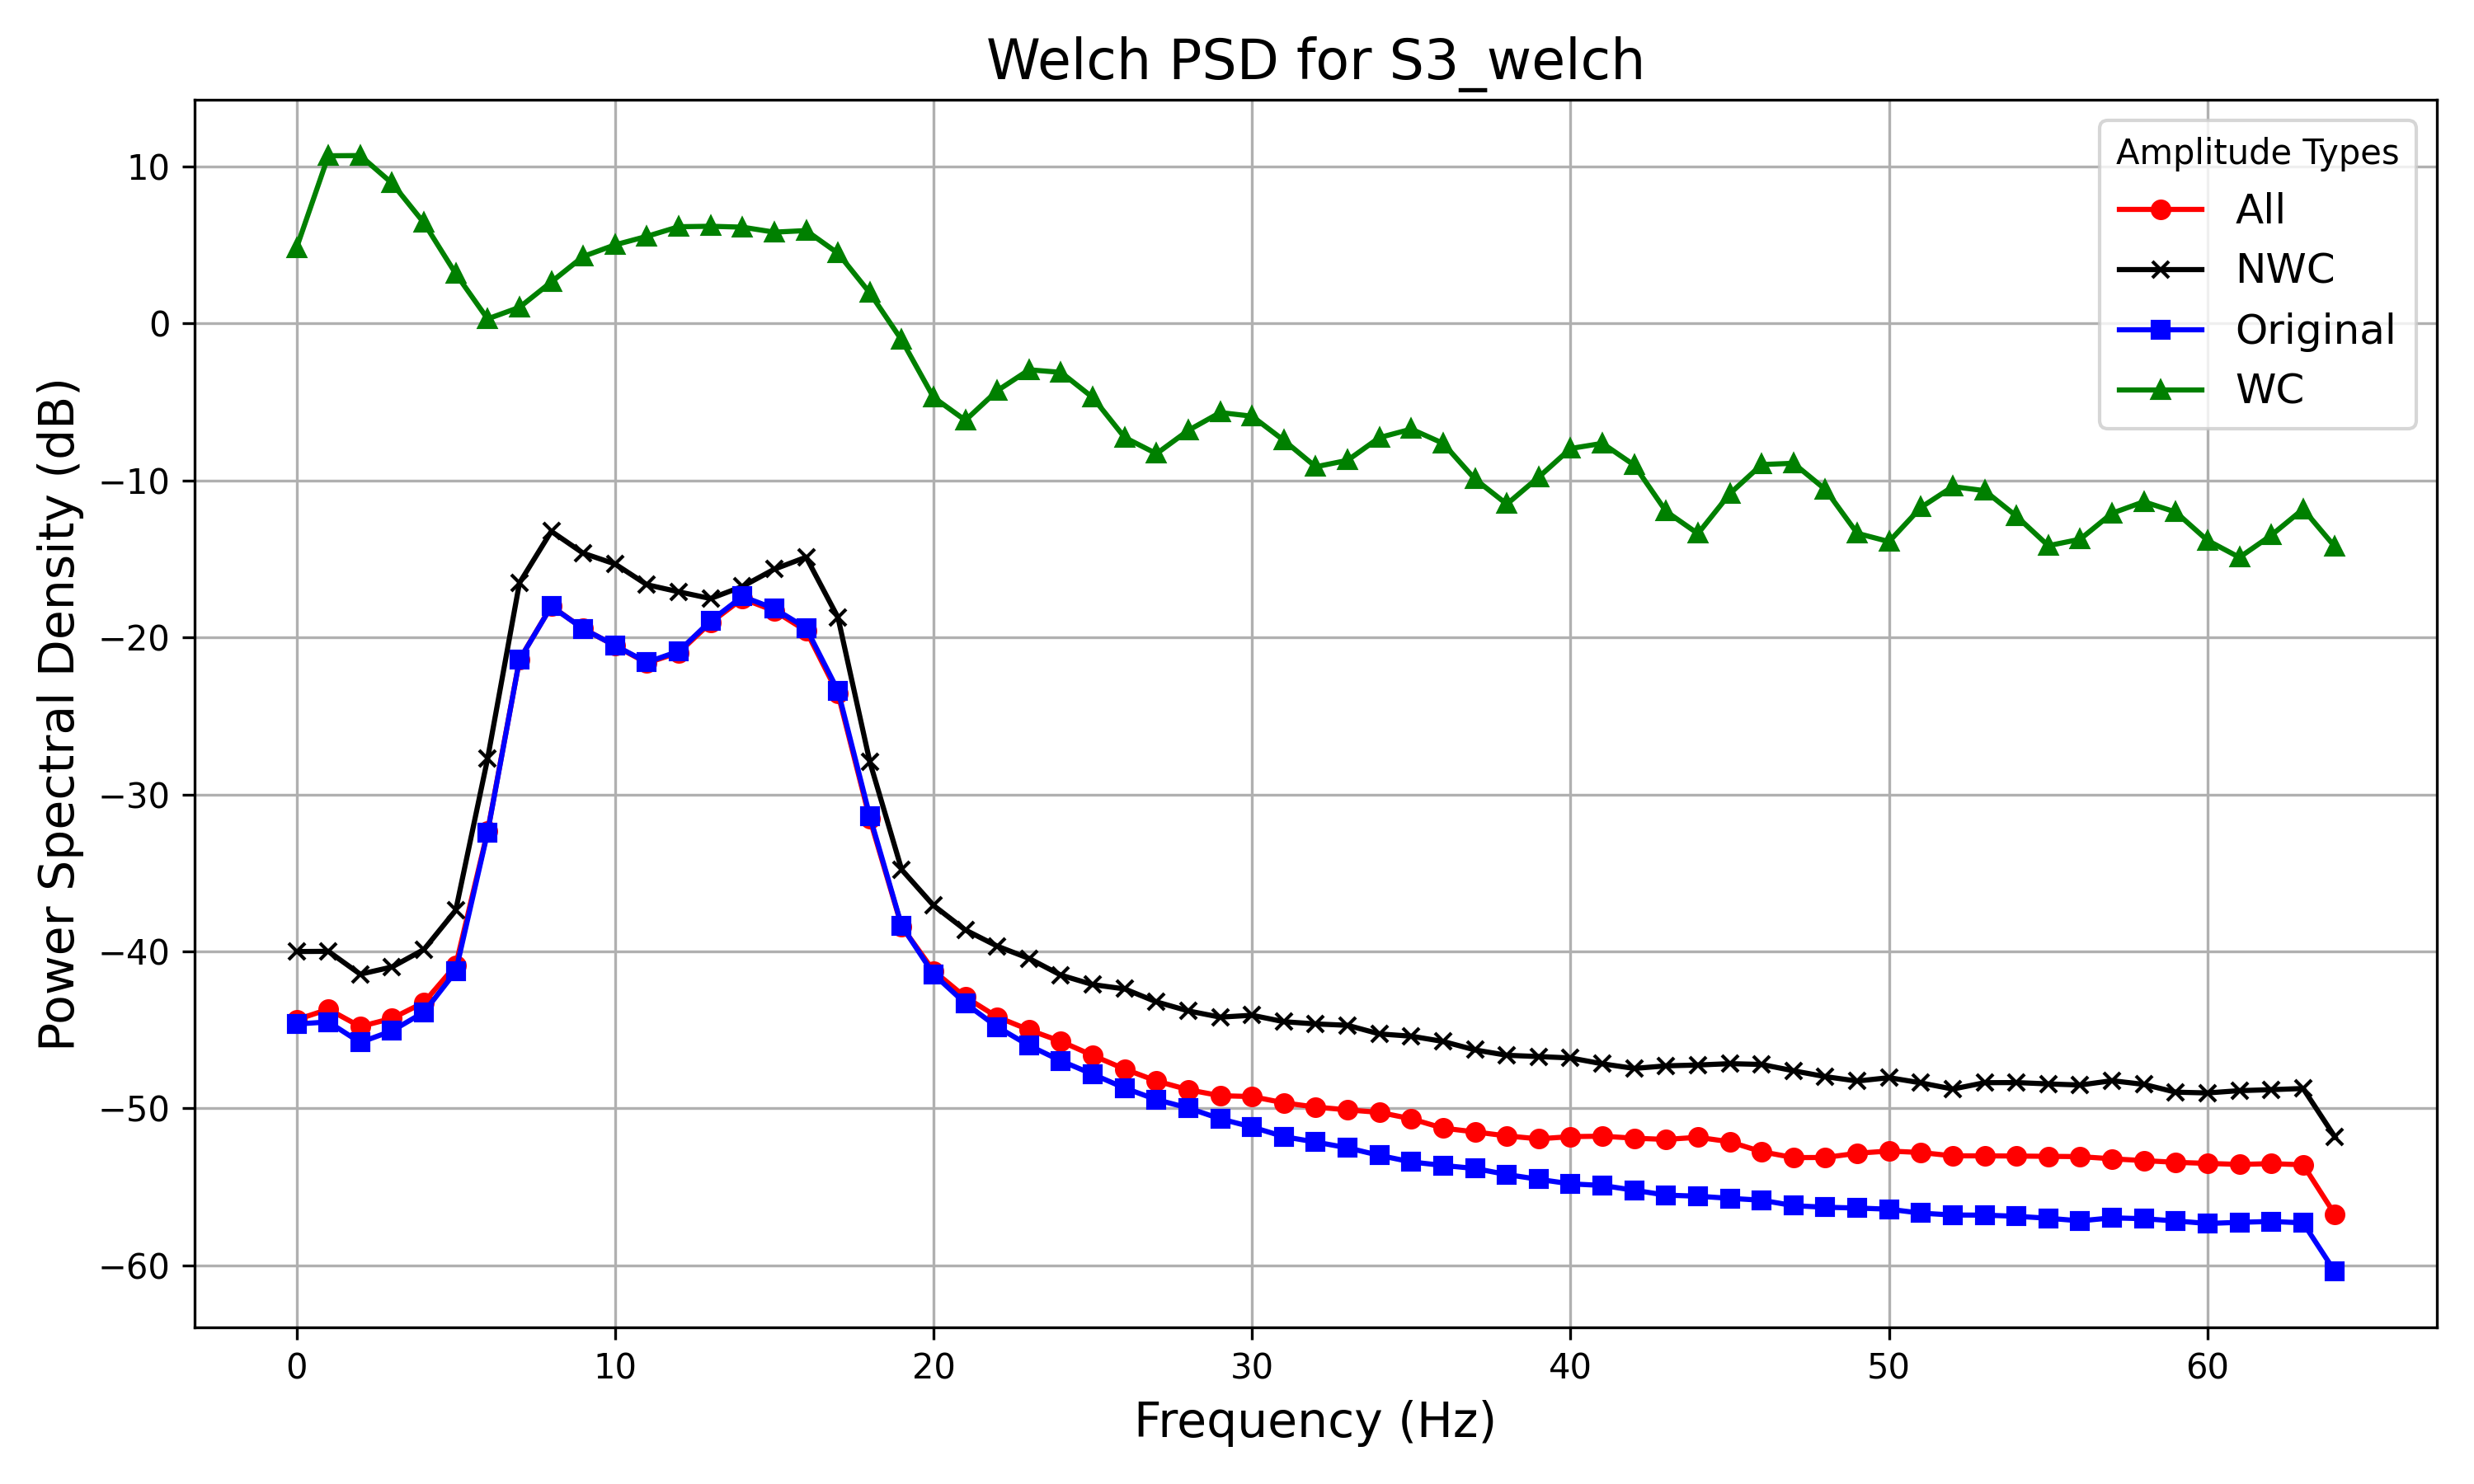 Welch PSD for S3_welch
Amplitude Types
All
NWC
Original
WC
Power Spectral Density (dB)
10
0
−10
−20
−30
−40
−50
−60
0 10 20 30 40 50 60
Frequency (Hz)